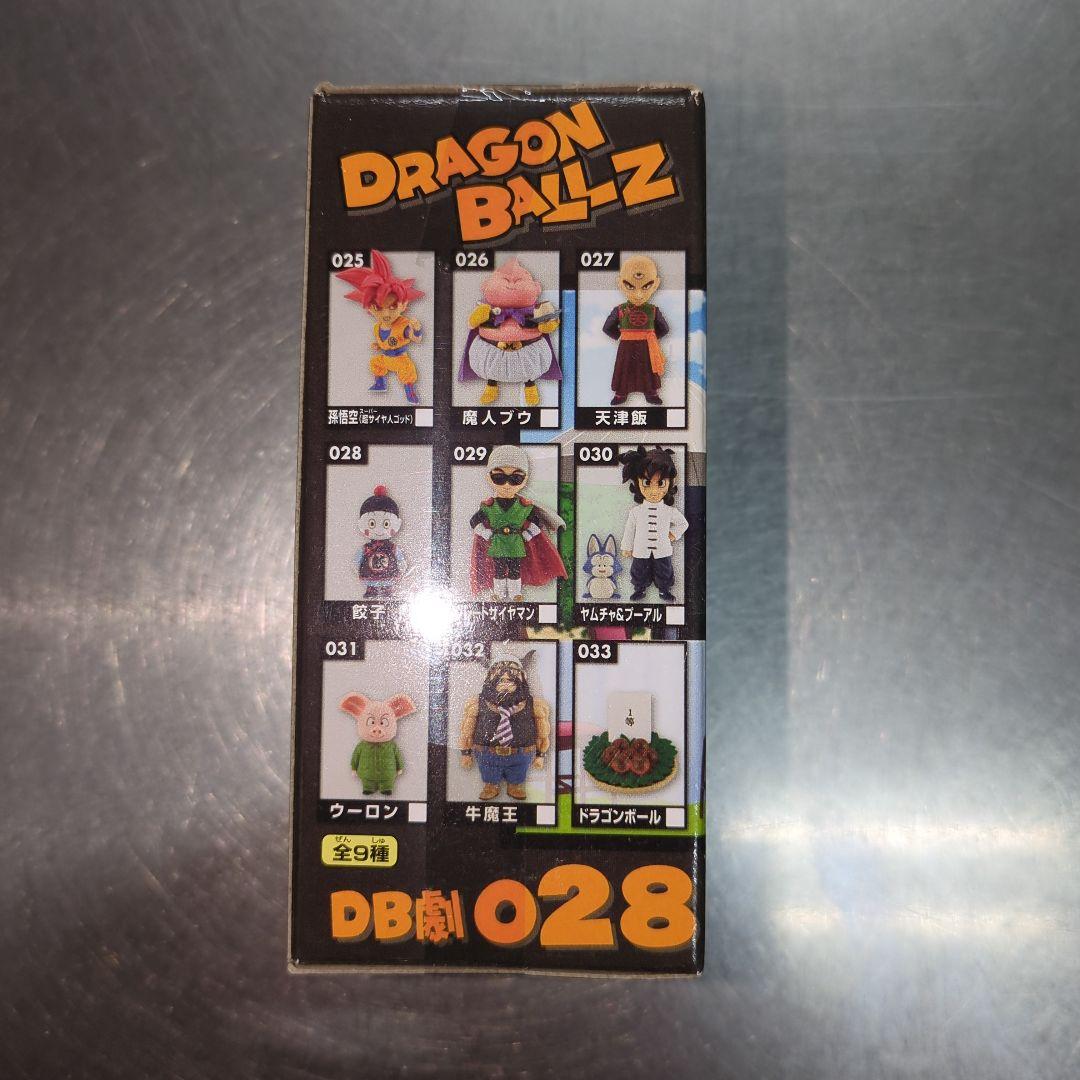 DRAGON
BALL Z
025
026
027
スーパー
孫悟空(超サイヤ人ゴッド)
魔人ブウ
天津飯
028
029
030
餃子
ートサイヤマン
ヤムチャ&プーアル
031
032
033
1
等
ウーロン
牛魔王
ドラゴンボール
ぜん しゅ
全9種
DB劇 028